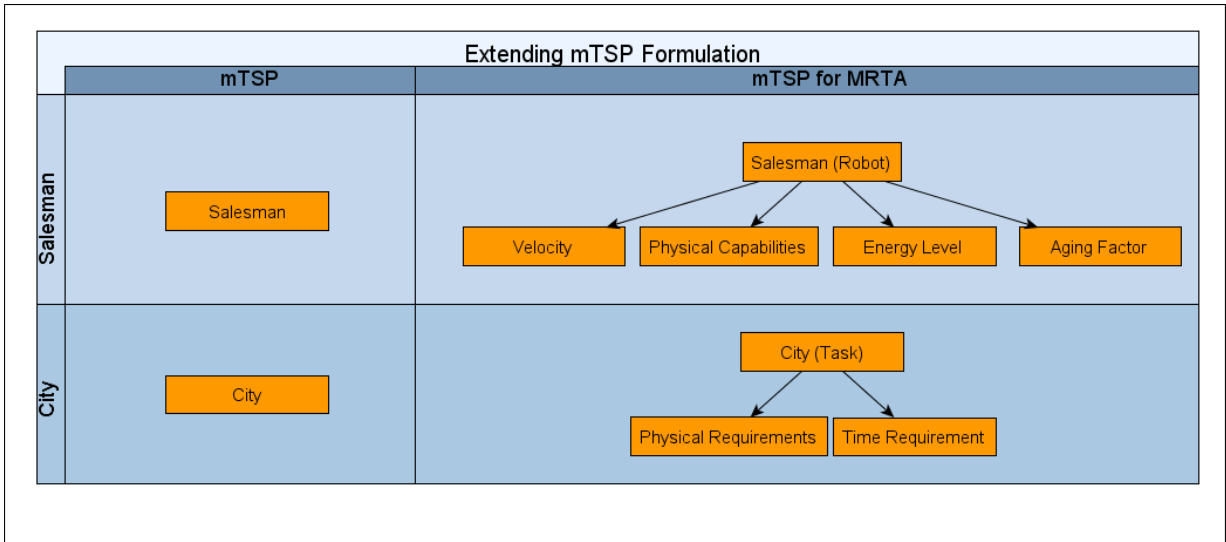 Extending mTSP Formulation
mTSP
mTSP for MRTA
Salesman
Salesman
Salesman (Robot)
Velocity
Physical Capabilities
Energy Level
Aging Factor
City
City
City (Task)
Physical Requirements
Time Requirement